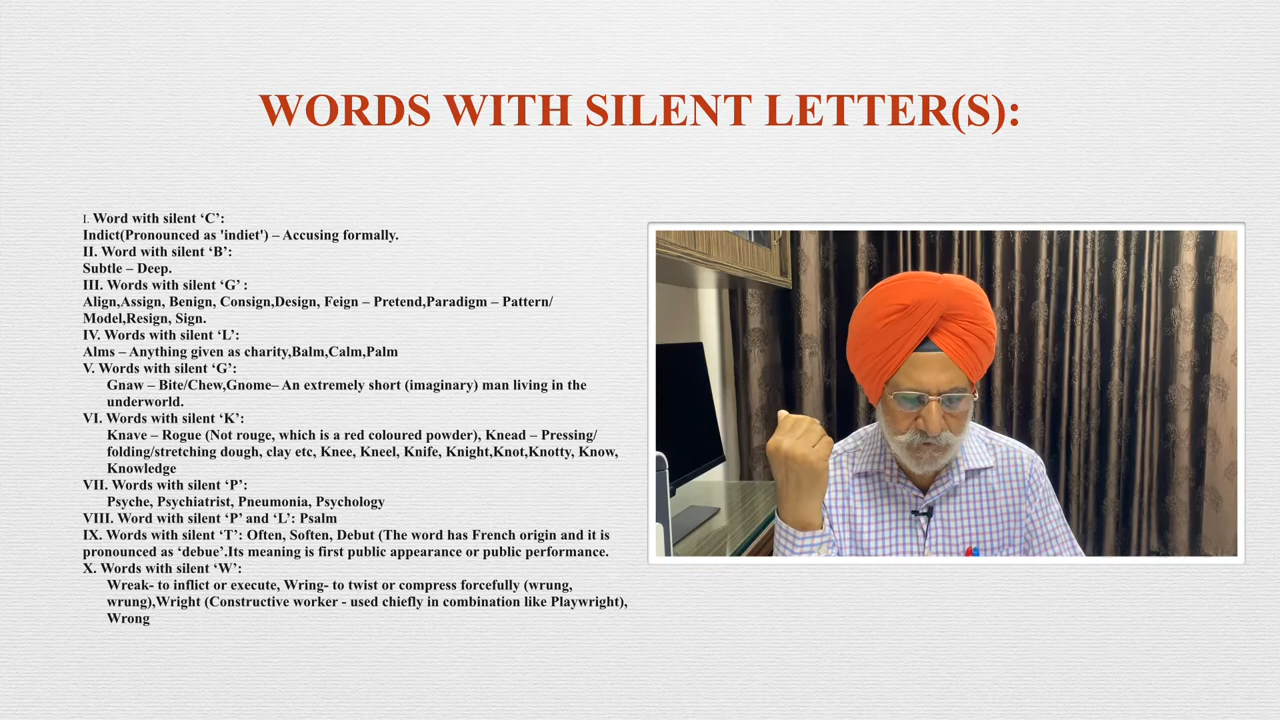 WORDS WITH SILENT LETTER(S):
I. Word with silent ‘C’:
Indict(Pronounced as 'indiet') – Accusing formally.
II. Word with silent ‘B’:
Subtle – Deep.
III. Words with silent ‘G’ :
Align,Assign, Benign, Consign,Design, Feign – Pretend,Paradigm – Pattern/
Model,Resign, Sign.
IV. Words with silent ‘L’:
Alms – Anything given as charity,Balm,Calm,Palm
V. Words with silent ‘G’:
Gnaw – Bite/Chew,Gnome– An extremely short (imaginary) man living in the
underworld.
VI. Words with silent ‘K’:
Knave – Rogue (Not rouge, which is a red coloured powder), Knead – Pressing/
folding/stretching dough, clay etc, Knee, Kneel, Knife, Knight,Knot,Knotty, Know,
Knowledge
VII. Words with silent ‘P’:
Psyche, Psychiatrist, Pneumonia, Psychology
VIII. Word with silent ‘P’ and ‘L’: Psalm
IX. Words with silent ‘T’: Often, Soften, Debut (The word has French origin and it is
pronounced as ‘debue’.Its meaning is first public appearance or public performance.
X. Words with silent ‘W’:
Wreak- to inflict or execute, Wring- to twist or compress forcefully (wrung,
wrung),Wright (Constructive worker - used chiefly in combination like Playwright),
Wrong